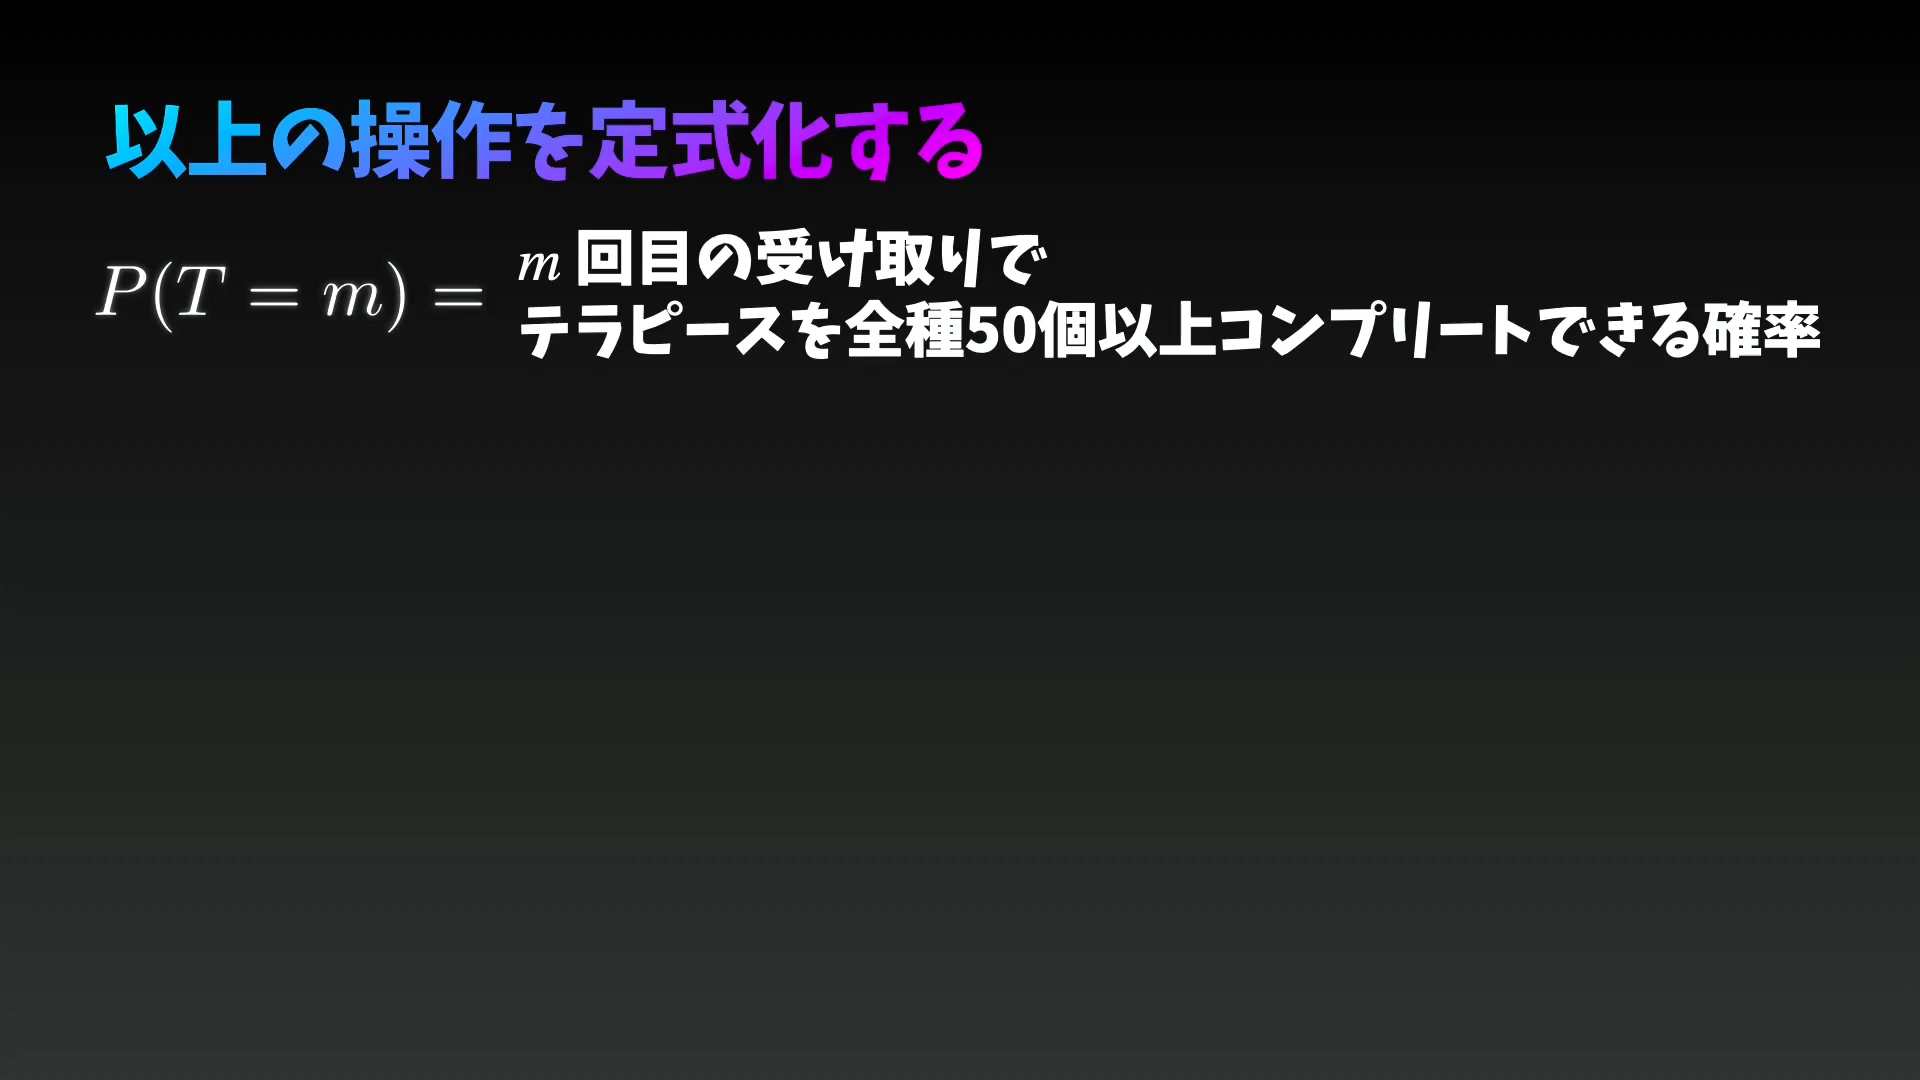 以上の操作を定式化する
P(T = m) =
m 回目の受け取りで
テラピースを全種50個以上コンプリートできる確率